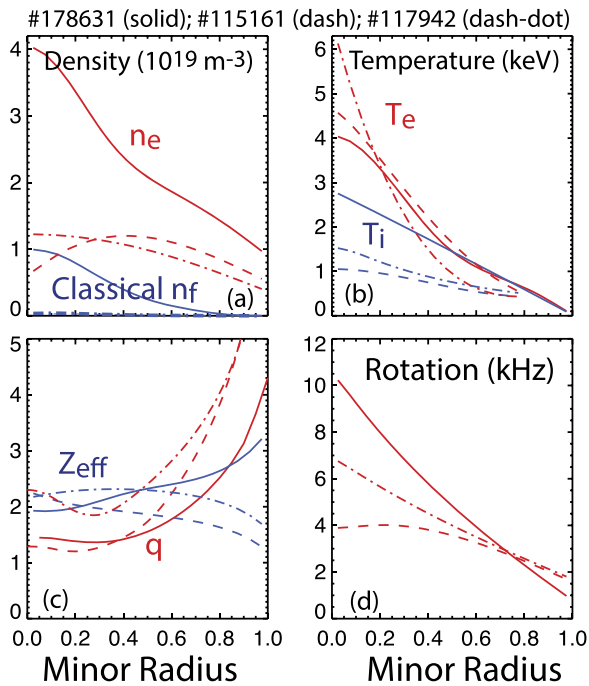 #178631 (solid); #115161 (dash); #117942 (dash-dot)
Density (10¹⁹ m⁻³)
4
3
2
1
0
nₑ
Classical n_f
(a)
Temperature (keV)
6
5
4
3
2
1
0
Tₑ
Tᵢ
(b)
5
4
3
2
1
0
Z_eff
q
(c)
0.0 0.2 0.4 0.6 0.8 1.0
Minor Radius
Rotation (kHz)
12
10
8
6
4
2
0
(d)
0.0 0.2 0.4 0.6 0.8 1.0
Minor Radius